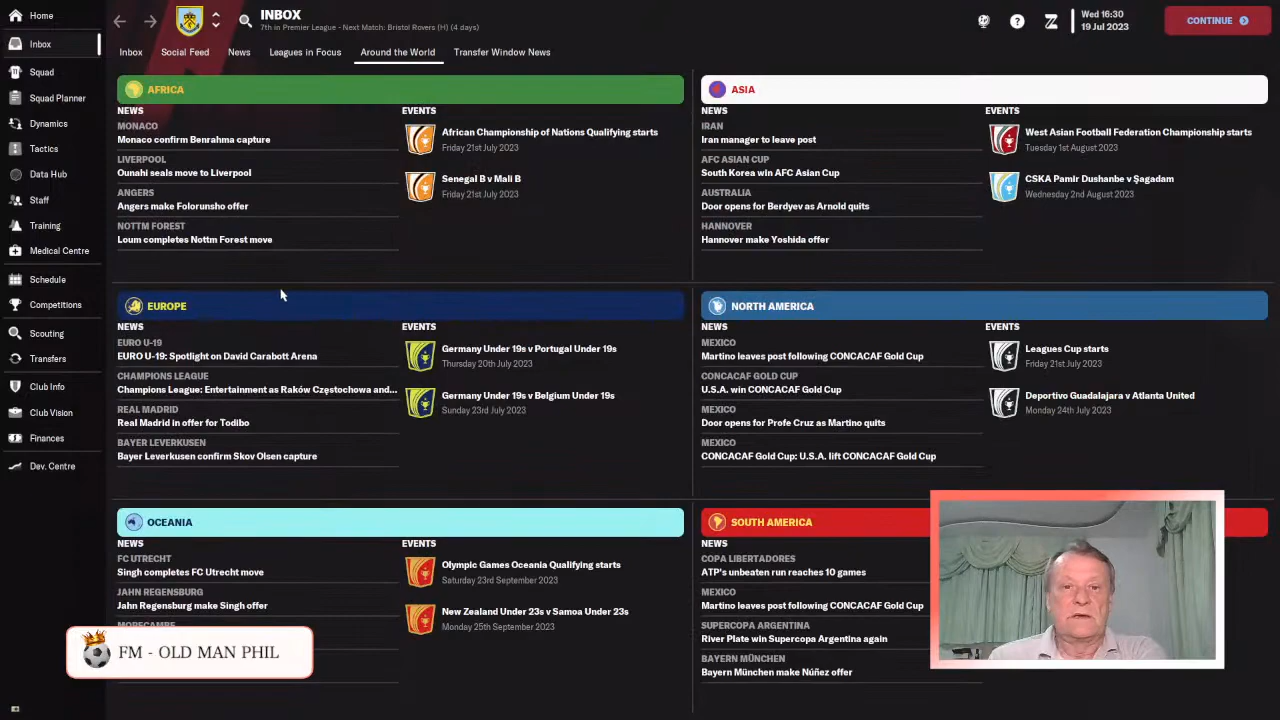 Home
Inbox
Squad
Squad Planner
Dynamics
Tactics
Data Hub
Staff
Training
Medical Centre
Schedule
Competitions
Scouting
Transfers
Club Info
Club Vision
Finances
Dev. Centre
INBOX
7th in Premier League - Next Match: Bristol Rovers (H) (4 days)
Wed 16:30
19 Jul 2023
CONTINUE
Inbox Social Feed News Leagues in Focus Around the World Transfer Window News
AFRICA
NEWS
MONACO
Monaco confirm Benrahma capture
LIVERPOOL
Ounahi seals move to Liverpool
ANGERS
Angers make Folorunsho offer
NOTTM FOREST
Loum completes Nottm Forest move
EVENTS
African Championship of Nations Qualifying starts
Friday 21st July 2023
Senegal B v Mali B
Friday 21st July 2023
ASIA
NEWS
IRAN
Iran manager to leave post
AFC ASIAN CUP
South Korea win AFC Asian Cup
AUSTRALIA
Door opens for Berdyev as Arnold quits
HANNOVER
Hannover make Yoshida offer
EVENTS
West Asian Football Federation Championship starts
Tuesday 1st August 2023
CSKA Pamir Dushanbe v Şagadam
Wednesday 2nd August 2023
EUROPE
NEWS
EURO U-19
EURO U-19: Spotlight on David Carabott Arena
CHAMPIONS LEAGUE
Champions League: Entertainment as Raków Częstochowa and...
REAL MADRID
Real Madrid in offer for Todibo
BAYER LEVERKUSEN
Bayer Leverkusen confirm Skov Olsen capture
EVENTS
Germany Under 19s v Portugal Under 19s
Thursday 20th July 2023
Germany Under 19s v Belgium Under 19s
Sunday 23rd July 2023
NORTH AMERICA
NEWS
MEXICO
Martino leaves post following CONCACAF Gold Cup
CONCACAF GOLD CUP
U.S.A. win CONCACAF Gold Cup
MEXICO
Door opens for Profe Cruz as Martino quits
MEXICO
CONCACAF Gold Cup: U.S.A. lift CONCACAF Gold Cup
EVENTS
Leagues Cup starts
Friday 21st July 2023
Deportivo Guadalajara v Atlanta United
Monday 24th July 2023
OCEANIA
NEWS
FC UTRECHT
Singh completes FC Utrecht move
JAHN REGENSBURG
Jahn Regensburg make Singh offer
MORECAMBE
EVENTS
Olympic Games Oceania Qualifying starts
Saturday 23rd September 2023
New Zealand Under 23s v Samoa Under 23s
Monday 25th September 2023
SOUTH AMERICA
NEWS
COPA LIBERTADORES
ATP's unbeaten run reaches 10 games
MEXICO
Martino leaves post following CONCACAF Gold Cup
SUPERCOPA ARGENTINA
River Plate win Supercopa Argentina again
BAYERN MÜNCHEN
Bayern München make Núñez offer
FM - OLD MAN PHIL